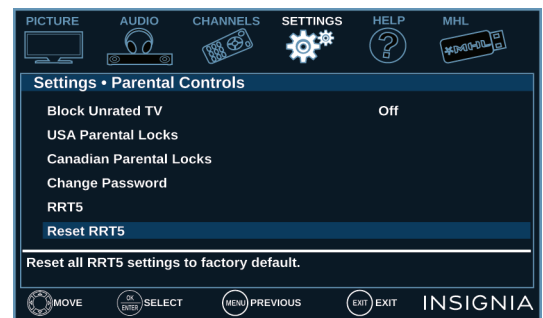 PICTURE AUDIO CHANNELS SETTINGS HELP MHL
MHL
Settings • Parental Controls
Block Unrated TV Off
USA Parental Locks
Canadian Parental Locks
Change Password
RRT5
Reset RRT5
Reset all RRT5 settings to factory default.
MOVE OK ENTER SELECT MENU PREVIOUS EXIT EXIT INSIGNIA